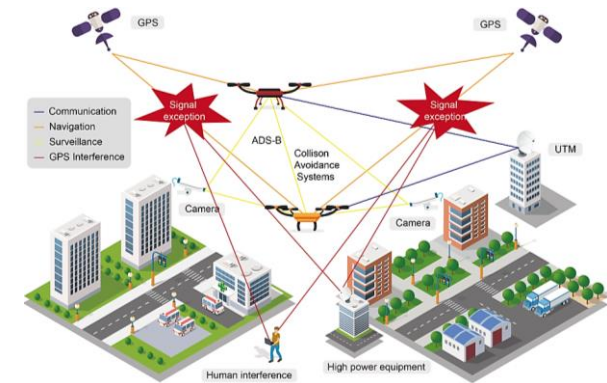 GPS
GPS
Signal
exception
Signal
exception
Communication
Navigation
Surveillance
GPS Interference
ADS-B
Collison
Avoidance
Systems
UTM
Camera
Camera
Human interference
High power equipment